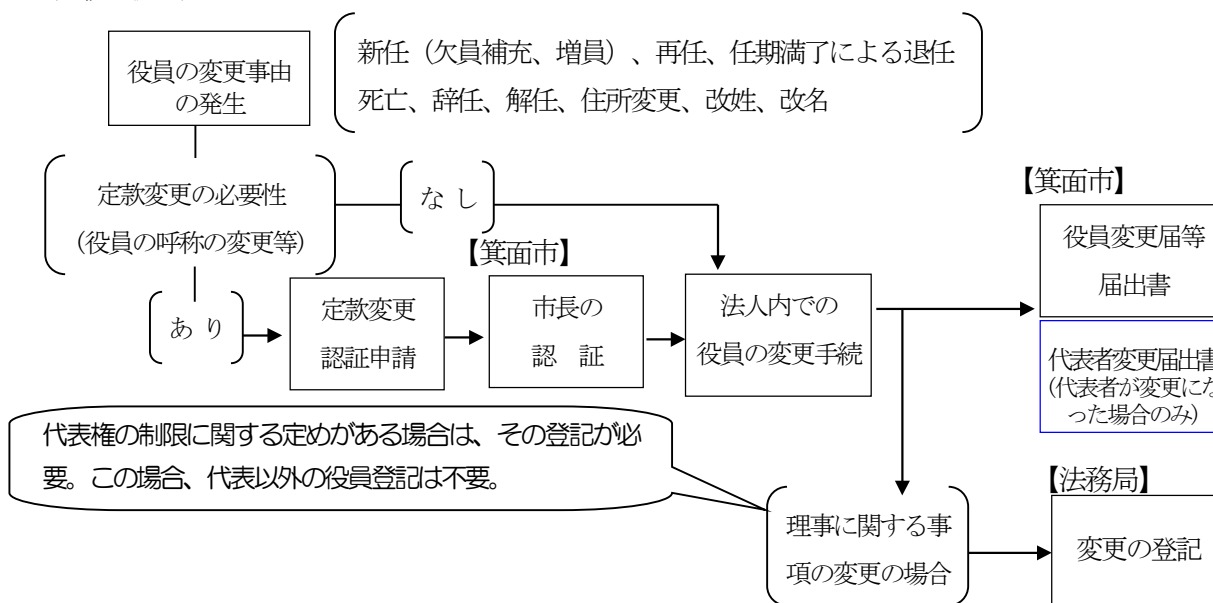 役員の変更事由
の発生
新任（欠員補充、増員）、再任、任期満了による退任
死亡、辞任、解任、住所変更、改姓、改名
定款変更の必要性
(役員の呼称の変更等)
な し
あ り
定款変更
認証申請
【箕面市】
市長の
認　証
法人内での
役員の変更手続
【箕面市】
役員変更届等
届出書
代表者変更届出書
(代表者が変更にな
った場合のみ)
代表権の制限に関する定めがある場合は、その登記が必
要。この場合、代表以外の役員登記は不要。
理事に関する事
項の変更の場合
【法務局】
変更の登記